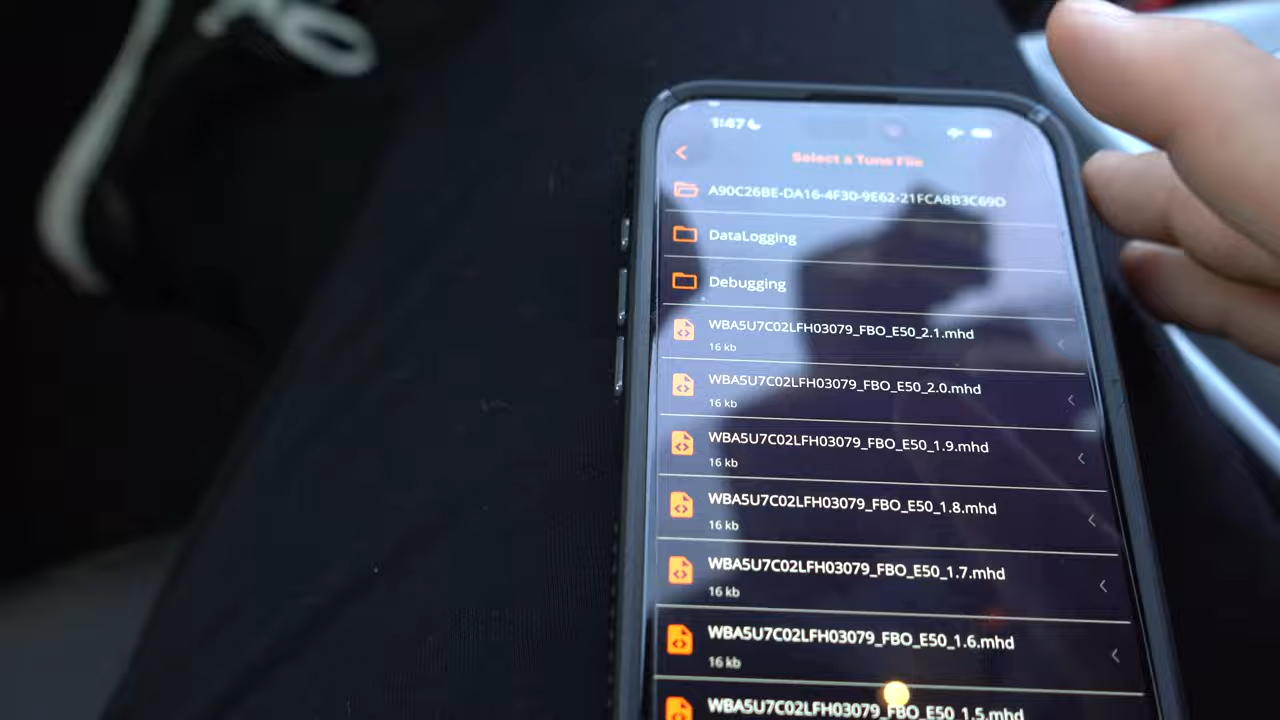 1:47
Select a Tune File
A90C26BE-DA16-4F30-9E62-21FCA8B3C69D
DataLogging
Debugging
WBA5U7C02LFH03079_FBO_E50_2.1.mhd
16 kb
WBA5U7C02LFH03079_FBO_E50_2.0.mhd
16 kb
WBA5U7C02LFH03079_FBO_E50_1.9.mhd
16 kb
WBA5U7C02LFH03079_FBO_E50_1.8.mhd
16 kb
WBA5U7C02LFH03079_FBO_E50_1.7.mhd
16 kb
WBA5U7C02LFH03079_FBO_E50_1.6.mhd
16 kb
WBA5U7C02LFH03079_FBO_E50_1.5.mhd